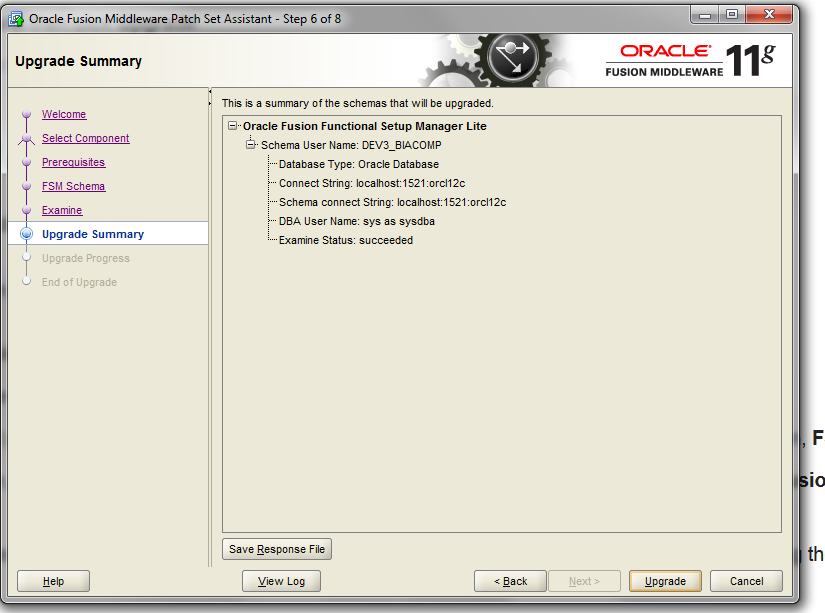 Oracle Fusion Middleware Patch Set Assistant - Step 6 of 8
Upgrade Summary
ORACLE
FUSION MIDDLEWARE 11g
Welcome
Select Component
Prerequisites
FSM Schema
Examine
Upgrade Summary
Upgrade Progress
End of Upgrade
This is a summary of the schemas that will be upgraded.
Oracle Fusion Functional Setup Manager Lite
Schema User Name: DEV3_BIACOMP
Database Type: Oracle Database
Connect String: localhost:1521:orcl12c
Schema connect String: localhost:1521:orcl12c
DBA User Name: sys as sysdba
Examine Status: succeeded
Save Response File
Help
View Log
< Back
Next >
Upgrade
Cancel
, F
sio
th